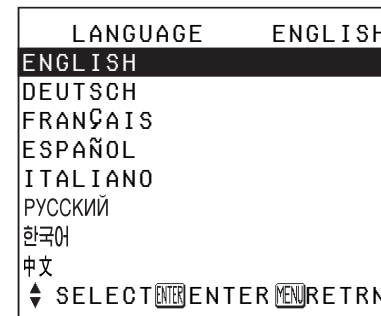 LANGUAGE ENGLISH
ENGLISH
DEUTSCH
FRANÇAIS
ESPAÑOL
ITALIANO
РУССКИЙ
한국어
中文
SELECT ENTER ENTER MENU RETRN